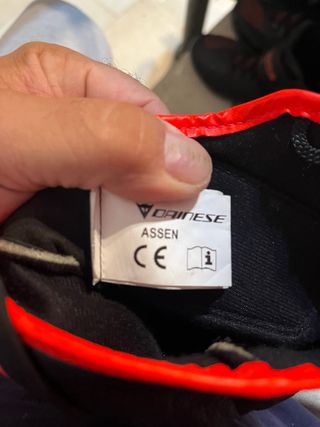 DAINESE
ASSEN
CE
i